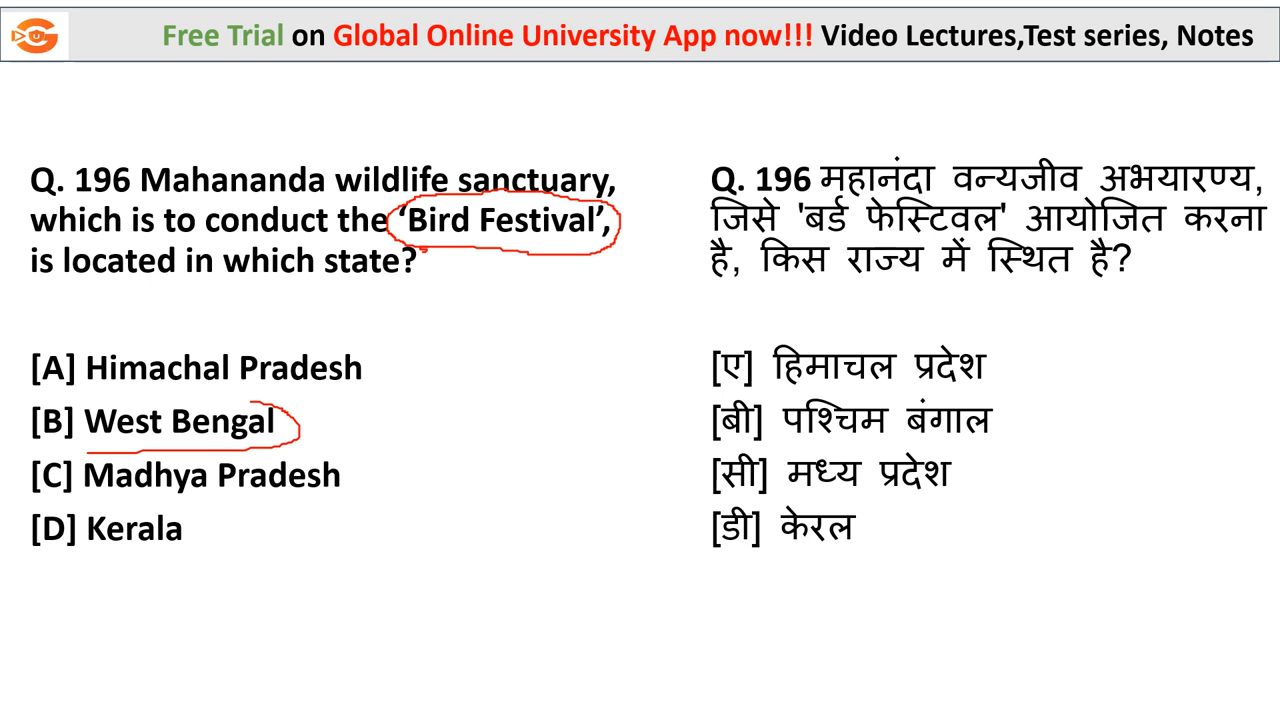 Free Trial on Global Online University App now!!! Video Lectures,Test series, Notes
Q. 196 Mahananda wildlife sanctuary,
which is to conduct the ‘Bird Festival’,
is located in which state?
[A] Himachal Pradesh
[B] West Bengal
[C] Madhya Pradesh
[D] Kerala
Q. 196 महानंदा वन्यजीव अभयारण्य,
जिसे 'बर्ड फेस्टिवल' आयोजित करना
है, किस राज्य में स्थित है?
[ए] हिमाचल प्रदेश
[बी] पश्चिम बंगाल
[सी] मध्य प्रदेश
[डी] केरल